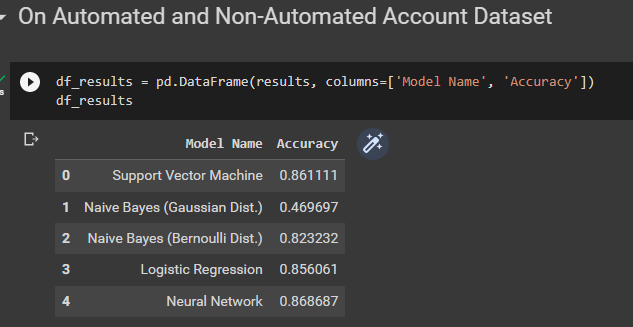 On Automated and Non-Automated Account Dataset
df_results = pd.DataFrame(results, columns=['Model Name', 'Accuracy'])
s
df_results
Model Name Accuracy
0 Support Vector Machine 0.861111
1 Naive Bayes (Gaussian Dist.) 0.469697
2 Naive Bayes (Bernoulli Dist.) 0.823232
3 Logistic Regression 0.856061
4 Neural Network 0.868687